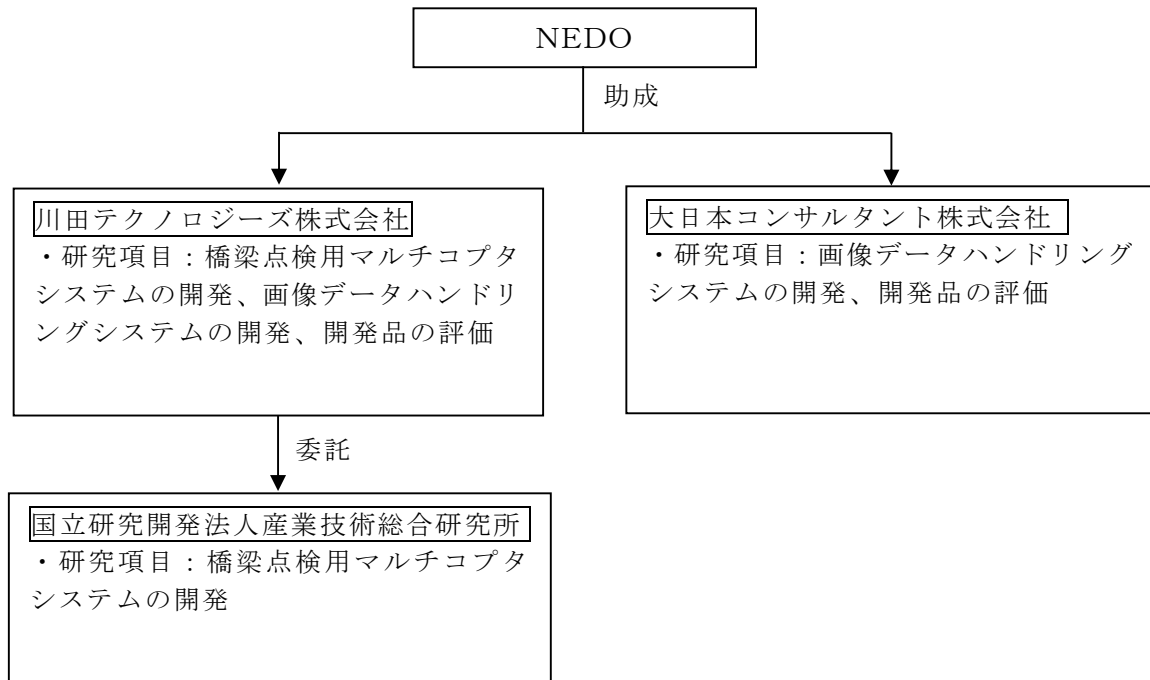 NEDO
助成
川田テクノロジーズ株式会社
・研究項目：橋梁点検用マルチコプタ
システムの開発、画像データハンドリ
ングシステムの開発、開発品の評価
大日本コンサルタント株式会社
・研究項目：画像データハンドリング
システムの開発、開発品の評価
委託
国立研究開発法人産業技術総合研究所
・研究項目：橋梁点検用マルチコプタ
システムの開発